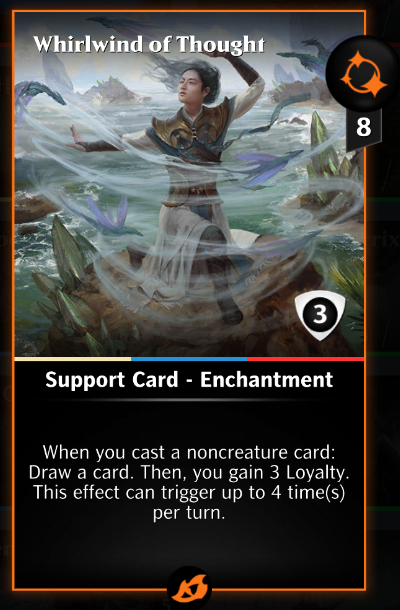 Whirlwind of Thought
8
3
Support Card - Enchantment
When you cast a noncreature card:
Draw a card. Then, you gain 3 Loyalty.
This effect can trigger up to 4 time(s)
per turn.